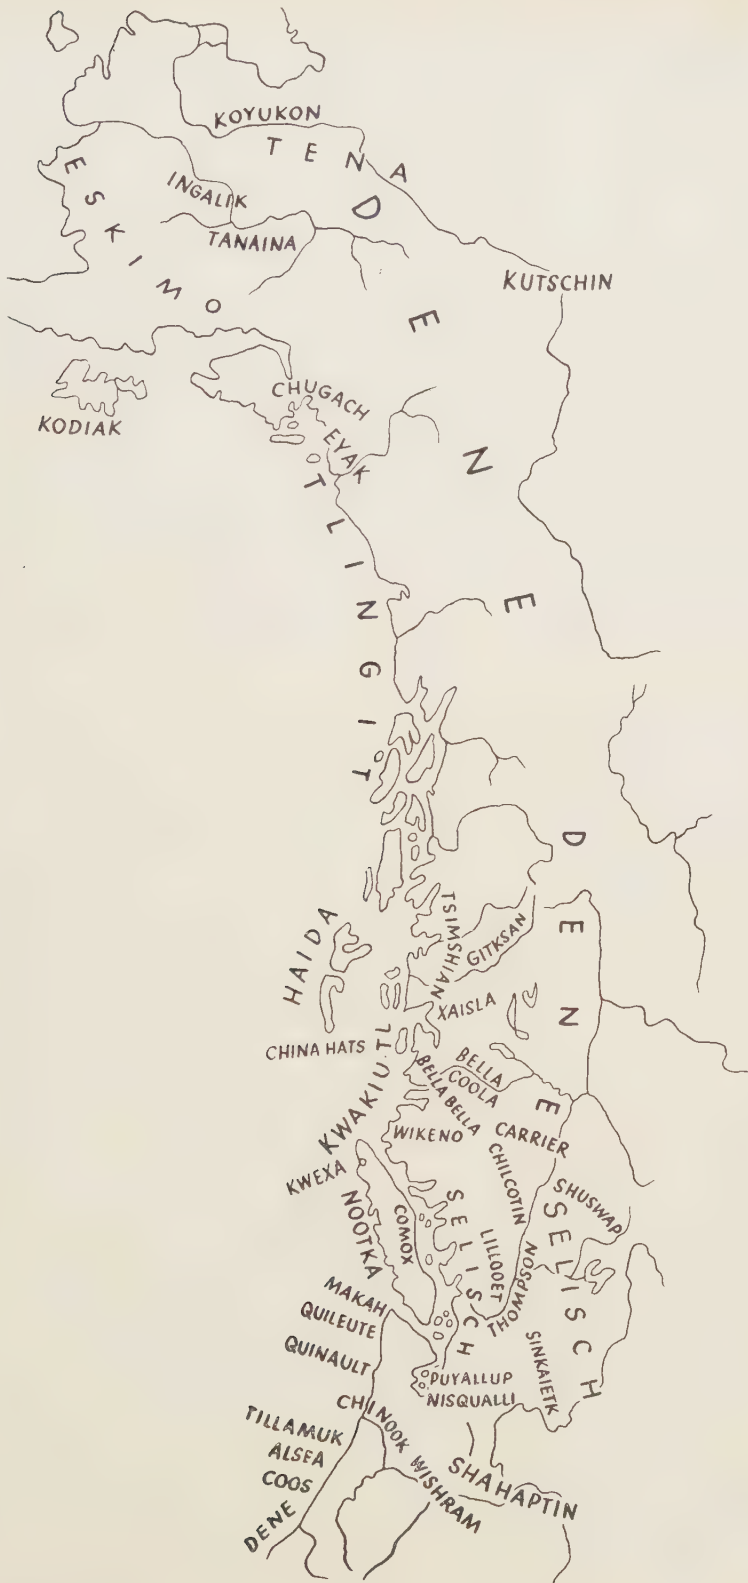 KOYUKON
TENA
ESKIMO
INGALIK
TANAINA
DENE
KUTSCHIN
CHUGACH
KODIAK
EYAK
TLINGIT
DENE
TSIMSHIAN
HAIDA
GITKSAN
XAISLA
CHINA HATS
KWAKIUTL
BELLA
COOLA
BELLA BELLA
WIKENO
CARRIER
KWEXA
CHILCOTIN
SHUSWAP
NOOTKA
COMOX
SELISCH
LILLOOET
THOMPSON
SELISCH
MAKAH
QUILEUTE
QUINAULT
SINKAIETK
PUYALLUP
NISQUALLI
CHINOOK
TILLAMUK
ALSEA
COOS
DENE
WISHRAM
SHAHAPTIN